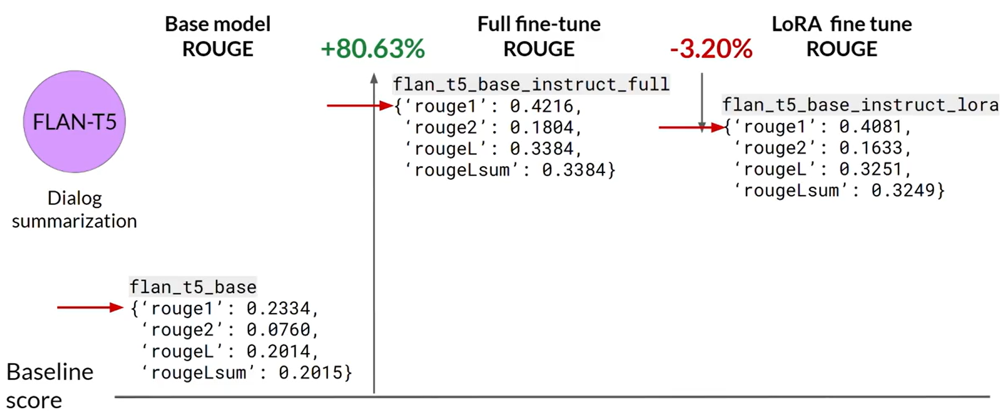 Base model
ROUGE
+80.63%
Full fine-tune
ROUGE
-3.20%
LoRA fine tune
ROUGE
FLAN-T5
Dialog
summarization
flan_t5_base_instruct_full
{‘rouge1’: 0.4216,
‘rouge2’: 0.1804,
‘rougeL’: 0.3384,
‘rougeLsum’: 0.3384}
flan_t5_base_instruct_lora
{‘rouge1’: 0.4081,
‘rouge2’: 0.1633,
‘rougeL’: 0.3251,
‘rougeLsum’: 0.3249}
flan_t5_base
{‘rouge1’: 0.2334,
‘rouge2’: 0.0760,
‘rougeL’: 0.2014,
‘rougeLsum’: 0.2015}
Baseline
score